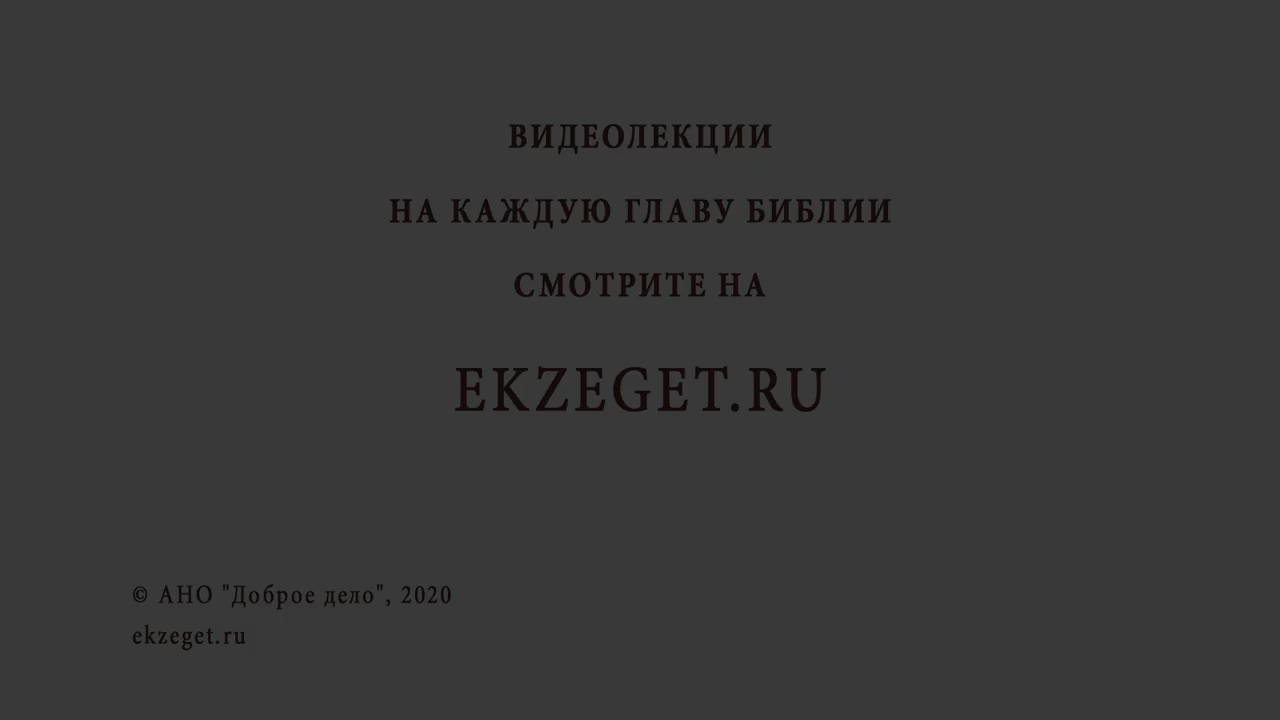 ВИДЕОЛЕКЦИИ
НА КАЖДУЮ ГЛАВУ БИБЛИИ
СМОТРИТЕ НА
EKZEGET.RU
© АНО "Доброе дело", 2020
ekzeget.ru